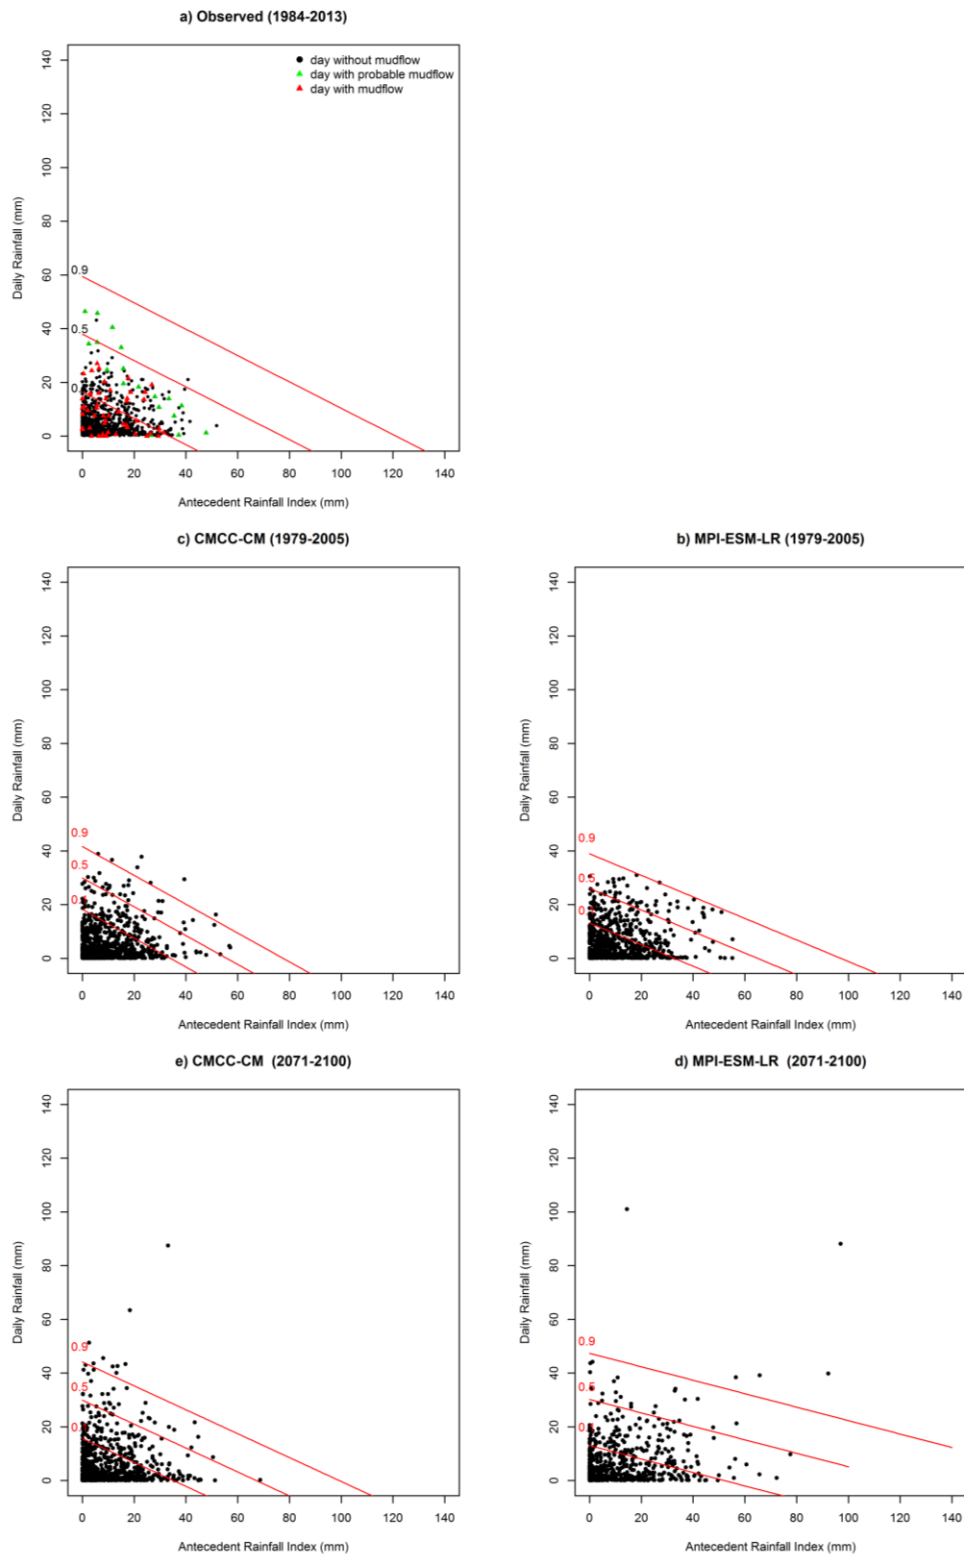 a) Observed (1984-2013)
140
120
100
80
60
40
20
0
Daily Rainfall (mm)
day without mudflow
day with probable mudflow
day with mudflow
0.9
0.5
0 20 40 60 80 100 120 140
Antecedent Rainfall Index (mm)
c) CMCC-CM (1979-2005)
140
120
100
80
60
40
20
0
Daily Rainfall (mm)
0.9
0.5
0 20 40 60 80 100 120 140
Antecedent Rainfall Index (mm)
b) MPI-ESM-LR (1979-2005)
140
120
100
80
60
40
20
0
Daily Rainfall (mm)
0.9
0.5
0 20 40 60 80 100 120 140
Antecedent Rainfall Index (mm)
e) CMCC-CM (2071-2100)
140
120
100
80
60
40
20
0
Daily Rainfall (mm)
0.9
0.5
0 20 40 60 80 100 120 140
Antecedent Rainfall Index (mm)
d) MPI-ESM-LR (2071-2100)
140
120
100
80
60
40
20
0
Daily Rainfall (mm)
0.9
0.5
0 20 40 60 80 100 120 140
Antecedent Rainfall Index (mm)